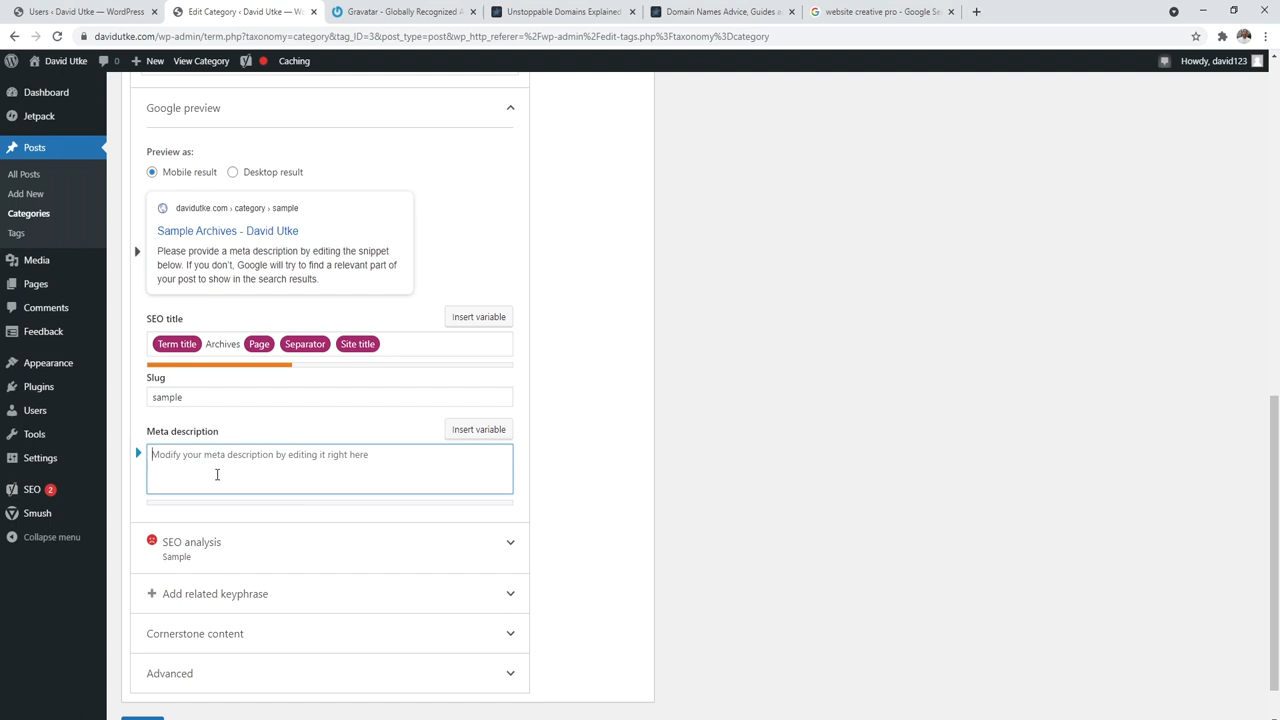 Users ‹ David Utke — WordPress
Edit Category ‹ David Utke — Wo
Gravatar - Globally Recognized A
Unstoppable Domains Explained
Domain Names Advice, Guides a
website creative pro - Google Se
davidutke.com/wp-admin/term.php?taxonomy=category&tag_ID=3&post_type=post&wp_http_referer=%2Fwp-admin%2Fedit-tags.php%3Ftaxonomy%3Dcategory
David Utke 0 New View Category Caching Howdy, david123
Dashboard
Jetpack
Posts
All Posts
Add New
Categories
Tags
Media
Pages
Comments
Feedback
Appearance
Plugins
Users
Tools
Settings
SEO 2
Smush
Collapse menu
Google preview
Preview as:
Mobile result Desktop result
davidutke.com › category › sample
Sample Archives - David Utke
Please provide a meta description by editing the snippet
below. If you don't, Google will try to find a relevant part of
your post to show in the search results.
SEO title Insert variable
Term title Archives Page Separator Site title
Slug
sample
Meta description Insert variable
Modify your meta description by editing it right here
SEO analysis
Sample
Add related keyphrase
Cornerstone content
Advanced